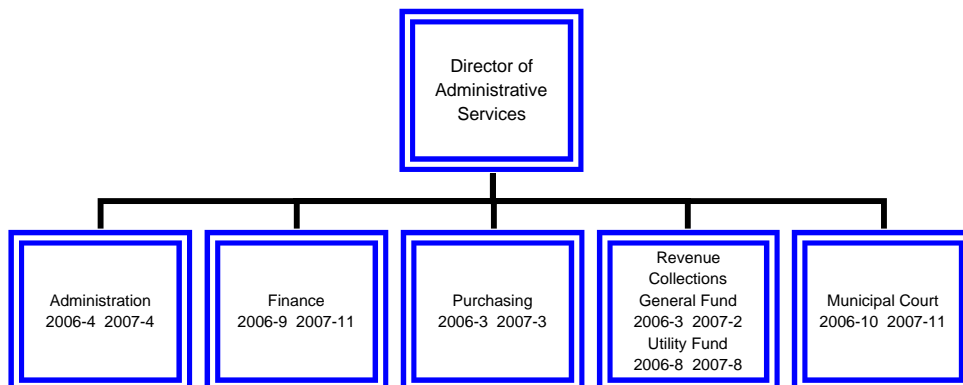 Director of
Administrative
Services
Administration
2006-4 2007-4
Finance
2006-9 2007-11
Purchasing
2006-3 2007-3
Revenue
Collections
General Fund
2006-3 2007-2
Utility Fund
2006-8 2007-8
Municipal Court
2006-10 2007-11